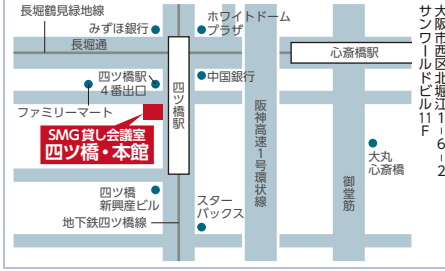 長堀鶴見緑地線
みずほ銀行
ホワイトドーム
プラザ
長堀通
心斎橋駅
四ツ橋駅
4番出口
中国銀行
四ツ橋駅
ファミリーマート
SMG 貸し会議室
四ツ橋・本館
阪神高速1号環状線
大丸
心斎橋
御堂筋
四ツ橋
新興産ビル
スター
バックス
地下鉄四ツ橋線
大阪市西区北堀江1-6-2
サンワールドビル11F